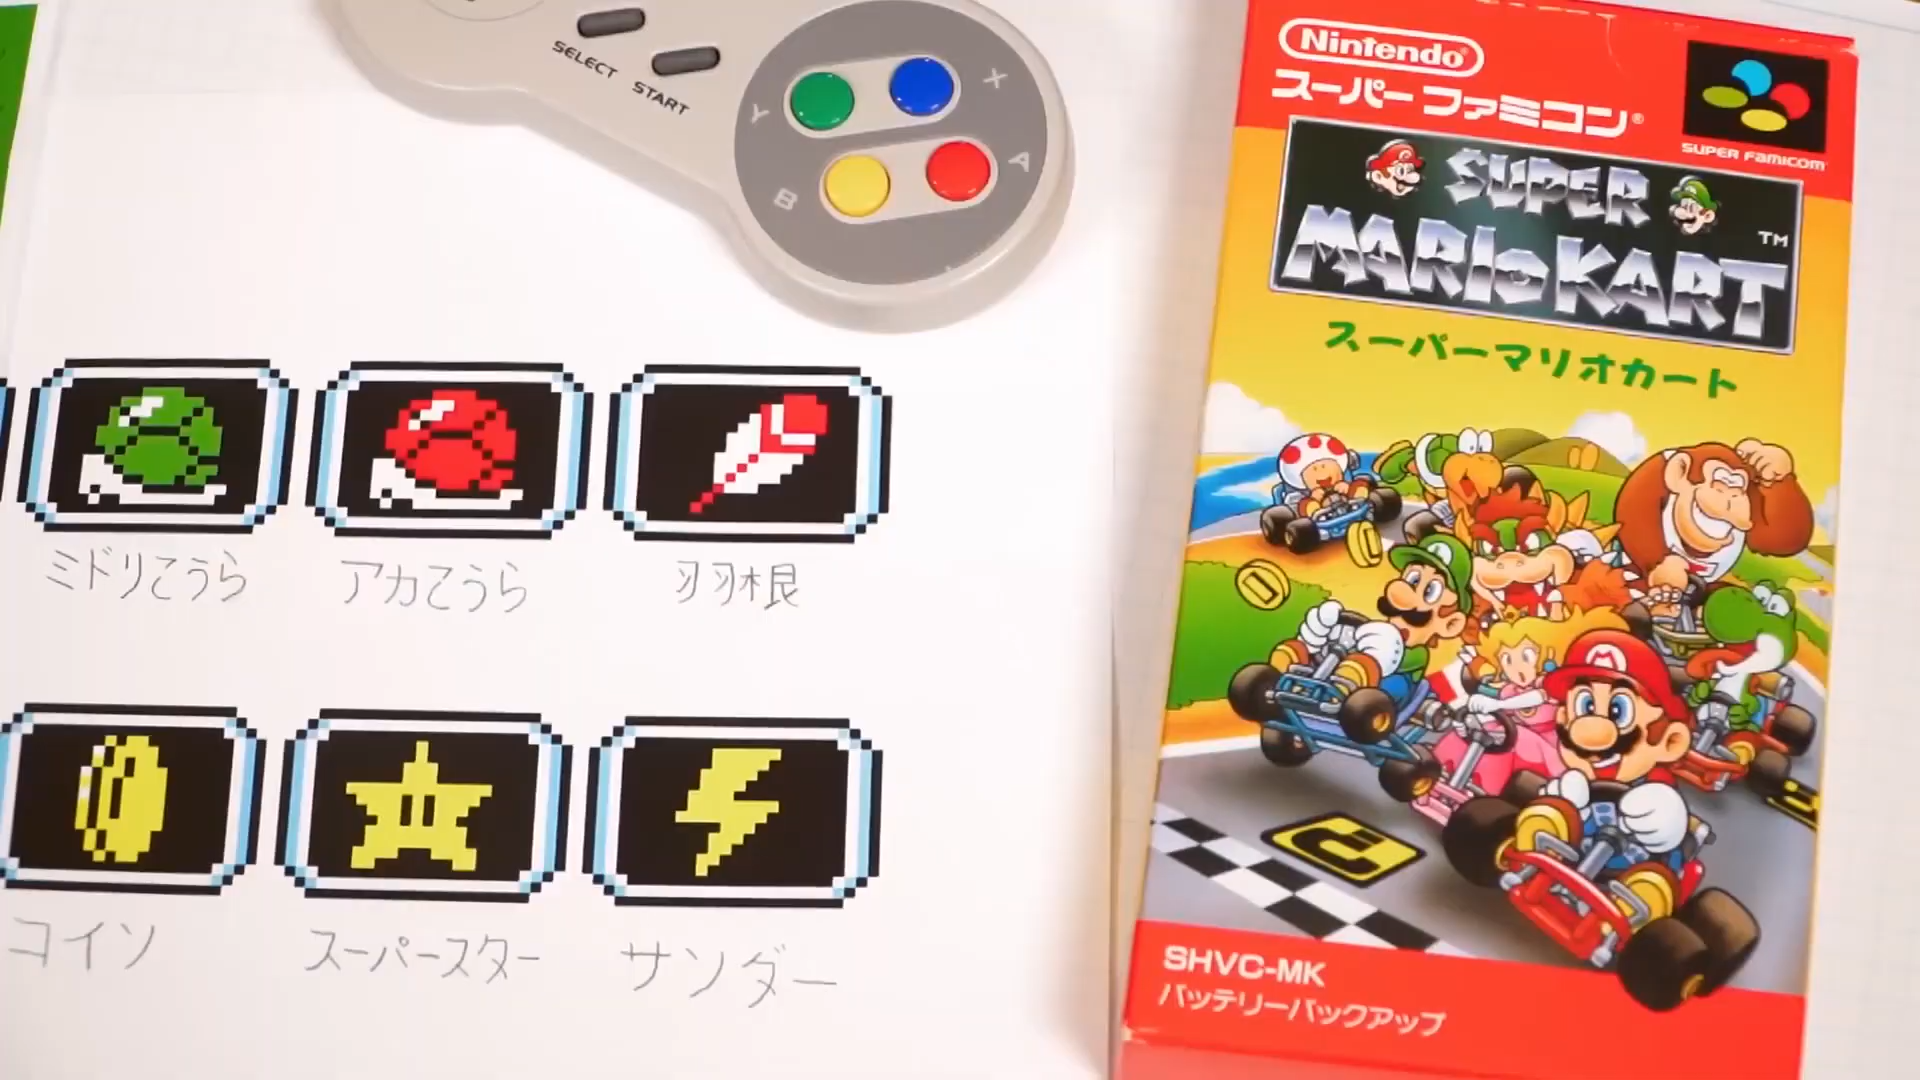 SELECT
START
Y
X
B
A
ミドリこうら
アカこうら
羽根
コイン
スーパースター
サンダー
Nintendo®
スーパーファミコン®
SUPER FAMICOM
SUPER
MARIO KART
TM
スーパーマリオカート
M
SHVC-MK
バッテリーバックアップ